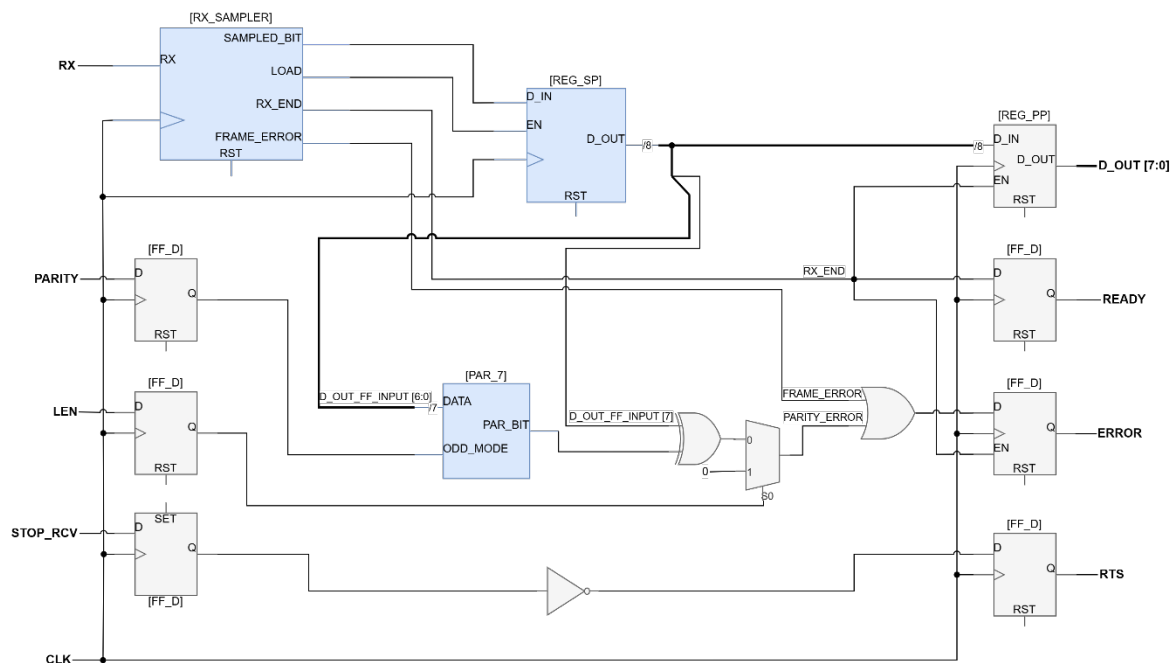 [RX_SAMPLER]
SAMPLED_BIT
RX
RX
LOAD
RX_END
FRAME_ERROR
RST
[REG_SP]
D_IN
EN
D_OUT
/8
RST
[REG_PP]
/8
D_IN
D_OUT
D_OUT [7:0]
EN
RST
[FF_D]
PARITY
D
Q
RST
RX_END
[FF_D]
D
Q
READY
RST
[FF_D]
LEN
D
Q
RST
[PAR_7]
D_OUT_FF_INPUT [6:0]
/7
DATA
PAR_BIT
ODD_MODE
D_OUT_FF_INPUT [7]
0
0
1
S0
FRAME_ERROR
PARITY_ERROR
[FF_D]
D
Q
ERROR
EN
RST
SET
STOP_RCV
D
Q
[FF_D]
[FF_D]
D
Q
RTS
RST
CLK